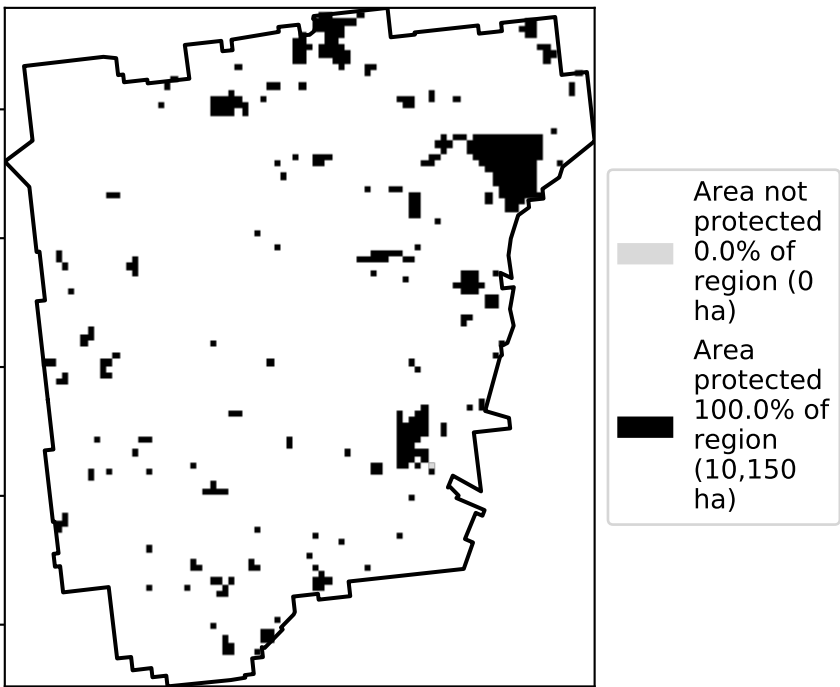 Area not
protected
0.0% of
region (0
ha)
Area
protected
100.0% of
region
(10,150
ha)